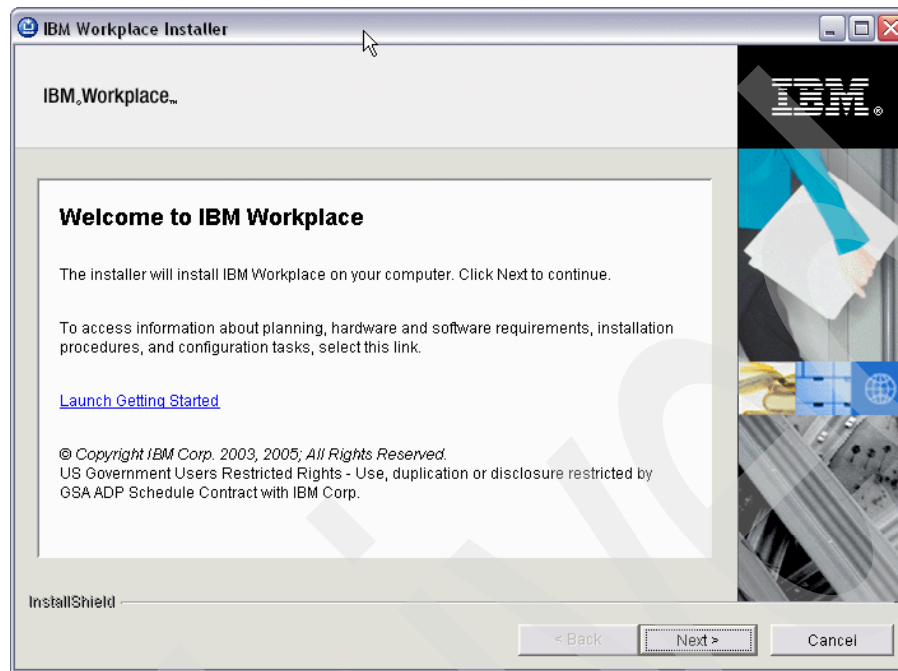 IBM Workplace Installer
IBM Workplace™
IBM®
Welcome to IBM Workplace
The installer will install IBM Workplace on your computer. Click Next to continue.
To access information about planning, hardware and software requirements, installation
procedures, and configuration tasks, select this link.
Launch Getting Started
© Copyright IBM Corp. 2003, 2005; All Rights Reserved.
US Government Users Restricted Rights - Use, duplication or disclosure restricted by
GSA ADP Schedule Contract with IBM Corp.
InstallShield
< Back
Next >
Cancel